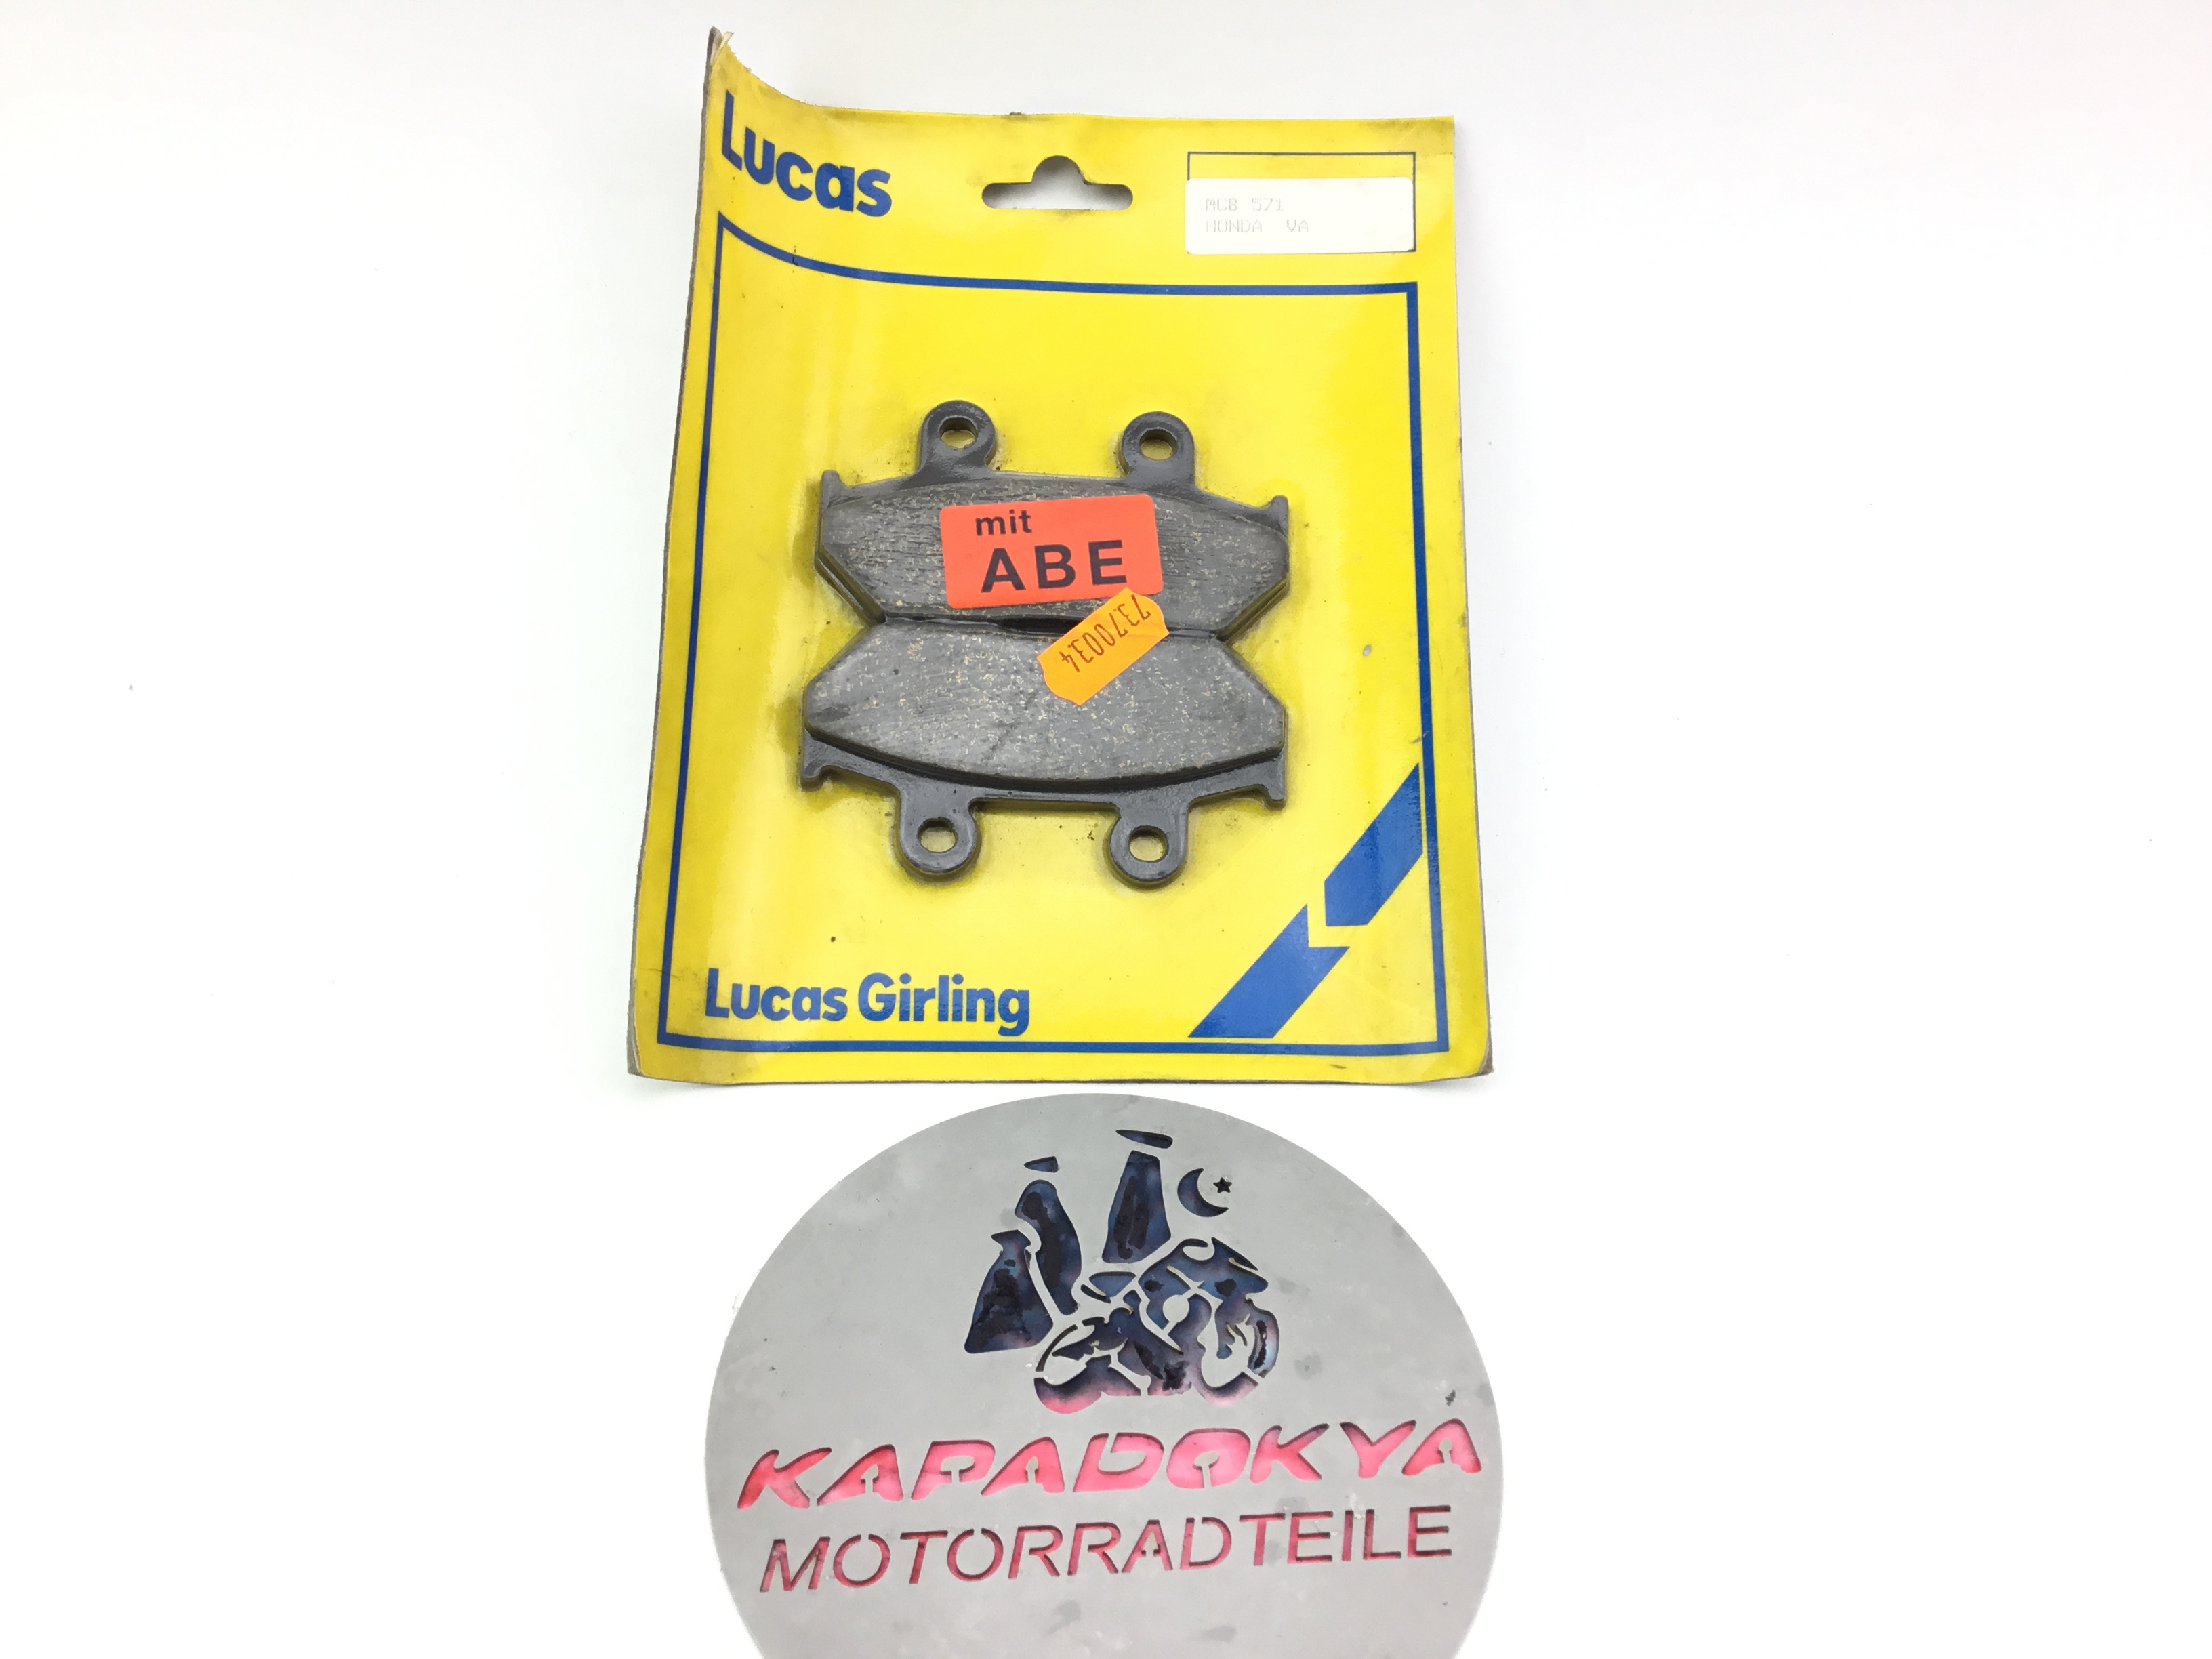 Lucas
MCB 571
HONDA VA
mit
ABE
7370034
Lucas Girling
KAPADOKYA
MOTORRADTEILE